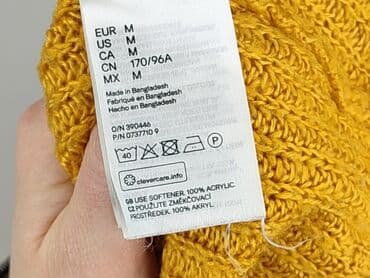 EUR M
US M
CA M
CN 170/96A
MX M
Made in Bangladesh
Fabriqué en Bangladesh
Hecho en Bangladesh
O/N 390446
P/N 0737710 9
40 P
clevercare.info
GB USE SOFTENER. 100% ACRYLIC.
CZ POUŽIJTE ZMĚKČOVACÍ
PROSTŘEDEK. 100% AKRYL.